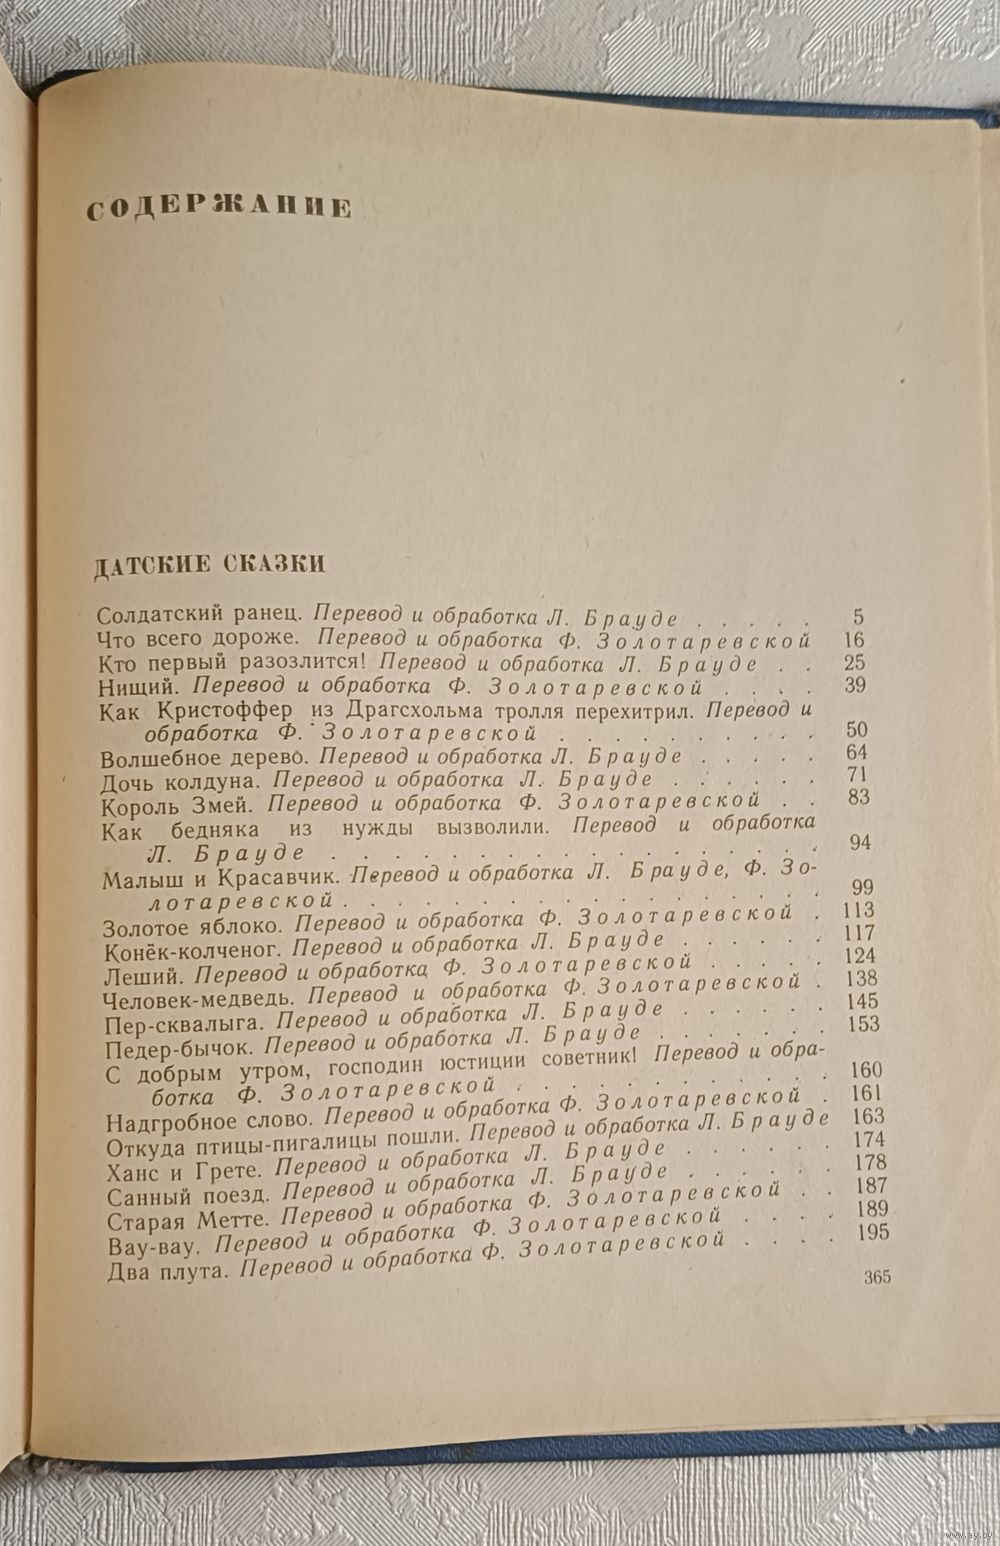 СОДЕРЖАНИЕ
ДАТСКИЕ СКАЗКИ
Солдатский ранец. Перевод и обработка Л. Брауде . . . . . 5
Что всего дороже. Перевод и обработка Ф. Золотаревской 16
Кто первый разозлится! Перевод и обработка Л. Брауде . . 25
Нищий. Перевод и обработка Ф. Золотаревской . . . . 39
Как Кристоффер из Драгсхольма тролля перехитрил. Перевод и
обработка Ф. Золотаревской . . . . . . . . . . 50
Волшебное дерево. Перевод и обработка Л. Брауде . . . . . 64
Дочь колдуна. Перевод и обработка Л. Брауде . . . . . . 71
Король Змей. Перевод и обработка Ф. Золотаревской . . 83
Как бедняка из нужды вызволили. Перевод и обработка
Л. Брауде . . . . . . . . . . . . . . . . . 94
Малыш и Красавчик. Перевод и обработка Л. Брауде, Ф. Зо-
лотаревской . . . . . . . . . . . . . . . . . 99
Золотое яблоко. Перевод и обработка Ф. Золотаревской . 113
Конёк-колченог. Перевод и обработка Л. Брауде . . . . . . 117
Леший. Перевод и обработка Ф. Золотаревской . . . . . 124
Человек-медведь. Перевод и обработка Ф. Золотаревской . 138
Пер-сквалыга. Перевод и обработка Л. Брауде . . . . . . 145
Педер-бычок. Перевод и обработка Л. Брауде . . . . . . . 153
С добрым утром, господин юстиции советник! Перевод и обра-
ботка Ф. Золотаревской . . . . . . . . . . . . 160
Надгробное слово. Перевод и обработка Ф. Золотаревской . 161
Откуда птицы-пигалицы пошли. Перевод и обработка Л. Брауде 163
Ханс и Грете. Перевод и обработка Л. Брауде . . . . . . 174
Санный поезд. Перевод и обработка Л. Брауде . . . . . . 178
Старая Метте. Перевод и обработка Ф. Золотаревской . . 187
Вау-вау. Перевод и обработка Ф. Золотаревской . . . . 189
Два плута. Перевод и обработка Ф. Золотаревской . . . . 195
365
www.ay.by